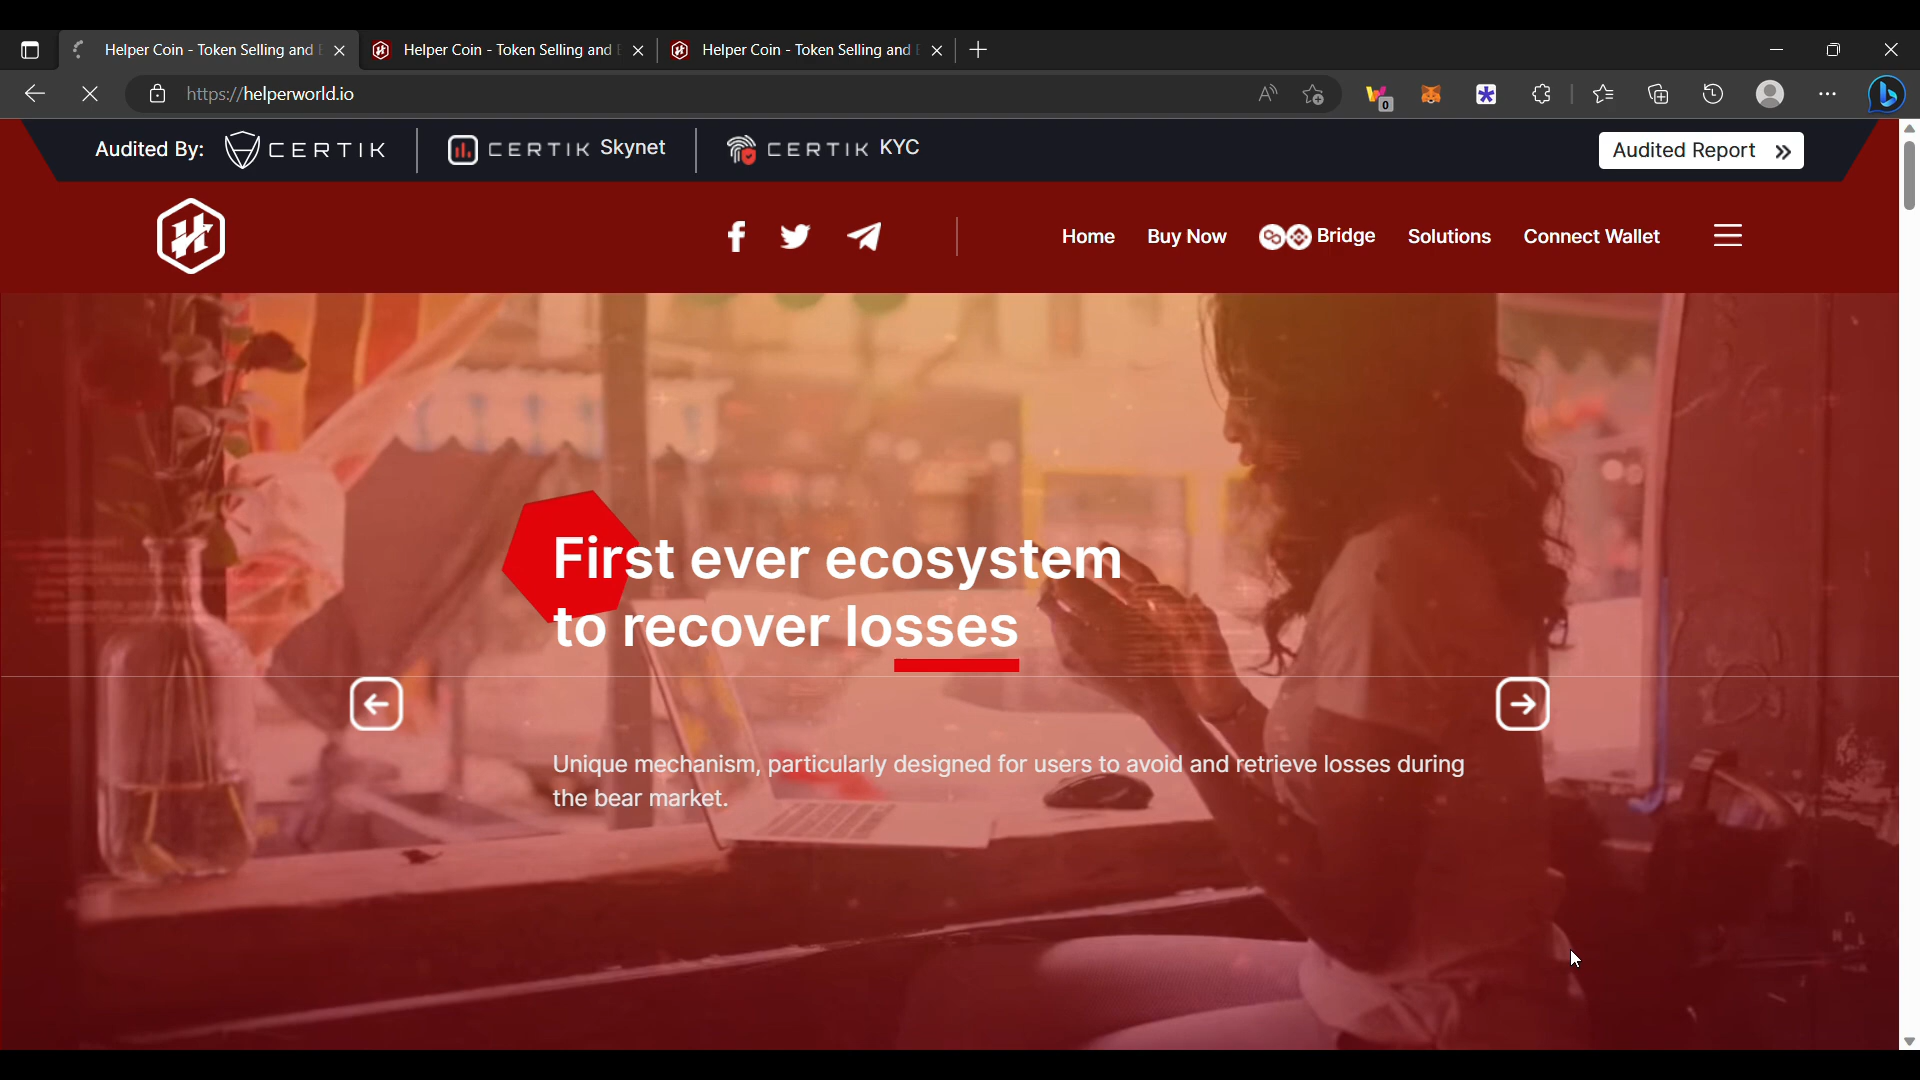 Helper Coin - Token Selling and
Helper Coin - Token Selling and
Helper Coin - Token Selling and
https://helperworld.io
0
Audited By: CERTIK
CERTIK Skynet
CERTIK KYC
Audited Report »
Home
Buy Now
Bridge
Solutions
Connect Wallet
First ever ecosystem
to recover losses
Unique mechanism, particularly designed for users to avoid and retrieve losses during
the bear market.